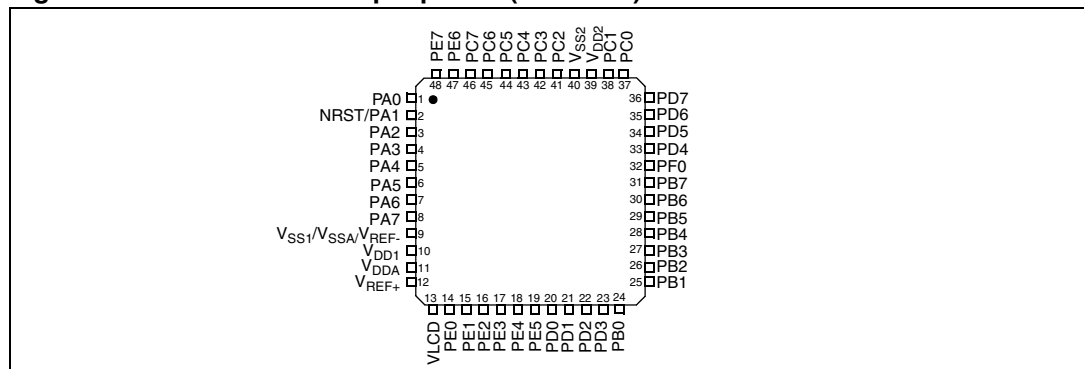 PE7 PE6 PC7 PC6 PC5 PC4 PC3 PC2 VSS2 VDD2 PC1 PC0
48 47 46 45 44 43 42 41 40 39 38 37
PA0 1 36 PD7
NRST/PA1 2 35 PD6
PA2 3 34 PD5
PA3 4 33 PD4
PA4 5 32 PF0
PA5 6 31 PB7
PA6 7 30 PB6
PA7 8 29 PB5
VSS1/VSSA/VREF- 9 28 PB4
VDD1 10 27 PB3
VDDA 11 26 PB2
VREF+ 12 25 PB1
13 14 15 16 17 18 19 20 21 22 23 24
VLCD PE0 PE1 PE2 PE3 PE4 PE5 PD0 PD1 PD2 PD3 PB0